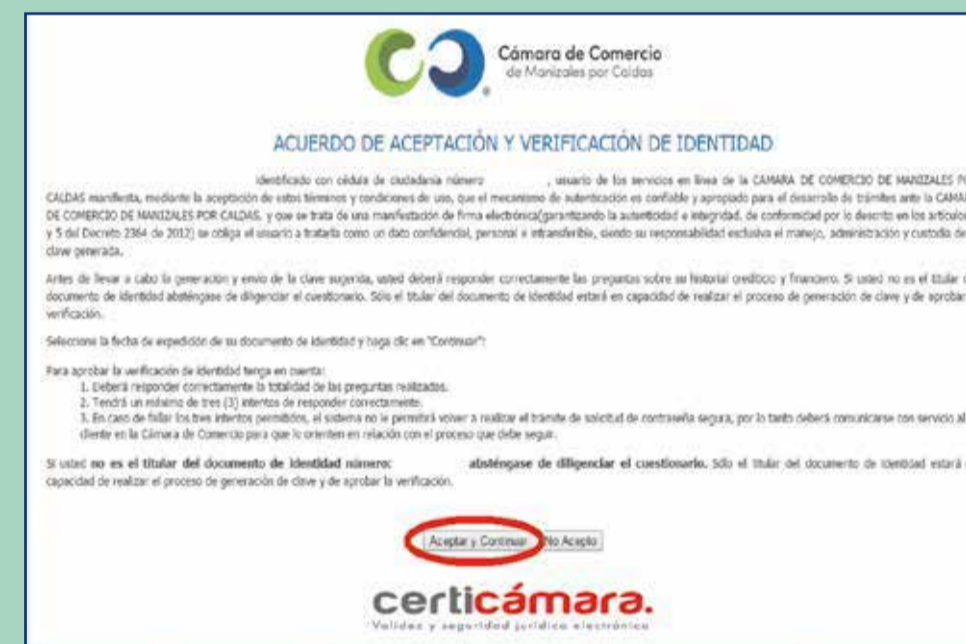 Cámara de Comercio
de Manizales por Caldas
ACUERDO DE ACEPTACIÓN Y VERIFICACIÓN DE IDENTIDAD
identificado con cédula de ciudadanía número , usuario de los servicios en línea de la CAMARA DE COMERCIO DE MANIZALES
CALDAS manifiesta, mediante la aceptación de estos términos y condiciones de uso, que el mecanismo de autenticación es confiable y apropiado para el desarrollo de trámites ante la
DE COMERCIO DE MANIZALES POR CALDAS, y que se trata de una manifestación de firma electrónica(garantizando la autenticidad e integridad, de conformidad por lo descrito en los
y 5 del Decreto 2364 de 2012) se obliga el usuario a tratarla como un dato confidencial, personal e intransferible, siendo su responsabilidad exclusiva el manejo, administración y custodia de
clave generada.
Antes de llevar a cabo la generación y envio de la clave sugerida, usted deberá responder correctamente las preguntas sobre su historial crediticio y financiero. Si usted no es el titular
documento de identidad absténgase de diligenciar el cuestionario. Sólo el titular del documento de identidad estará en capacidad de realizar el proceso de generación de clave y de aprobar
verificación.
Seleccione la fecha de expedición de su documento de identidad y haga clic en "Continuar":
Para aprobar la verificación de identidad tenga en cuenta:
1. Deberá responder correctamente la totalidad de las preguntas realizados.
2. Tendrá un máximo de tres (3) intentos de responder correctamente.
3. En caso de fallar los tres intentos permitidos, el sistema no le permitirá volver a realizar el trámite de solicitud de contraseña segura, por lo tanto deberá comunicarse con servicio al
cliente en la Cámara de Comercio para que lo orienten en relación con el proceso que debe seguir.
Si usted no es el titular del documento de identidad número: absténgase de diligenciar el cuestionario. Sólo el titular del documento de identidad estará
capacidad de realizar el proceso de generación de clave y de aprobar la verificación.
Aceptar y Continuar No Acepto
certicámara.
Validez y seguridad jurídica electrónica